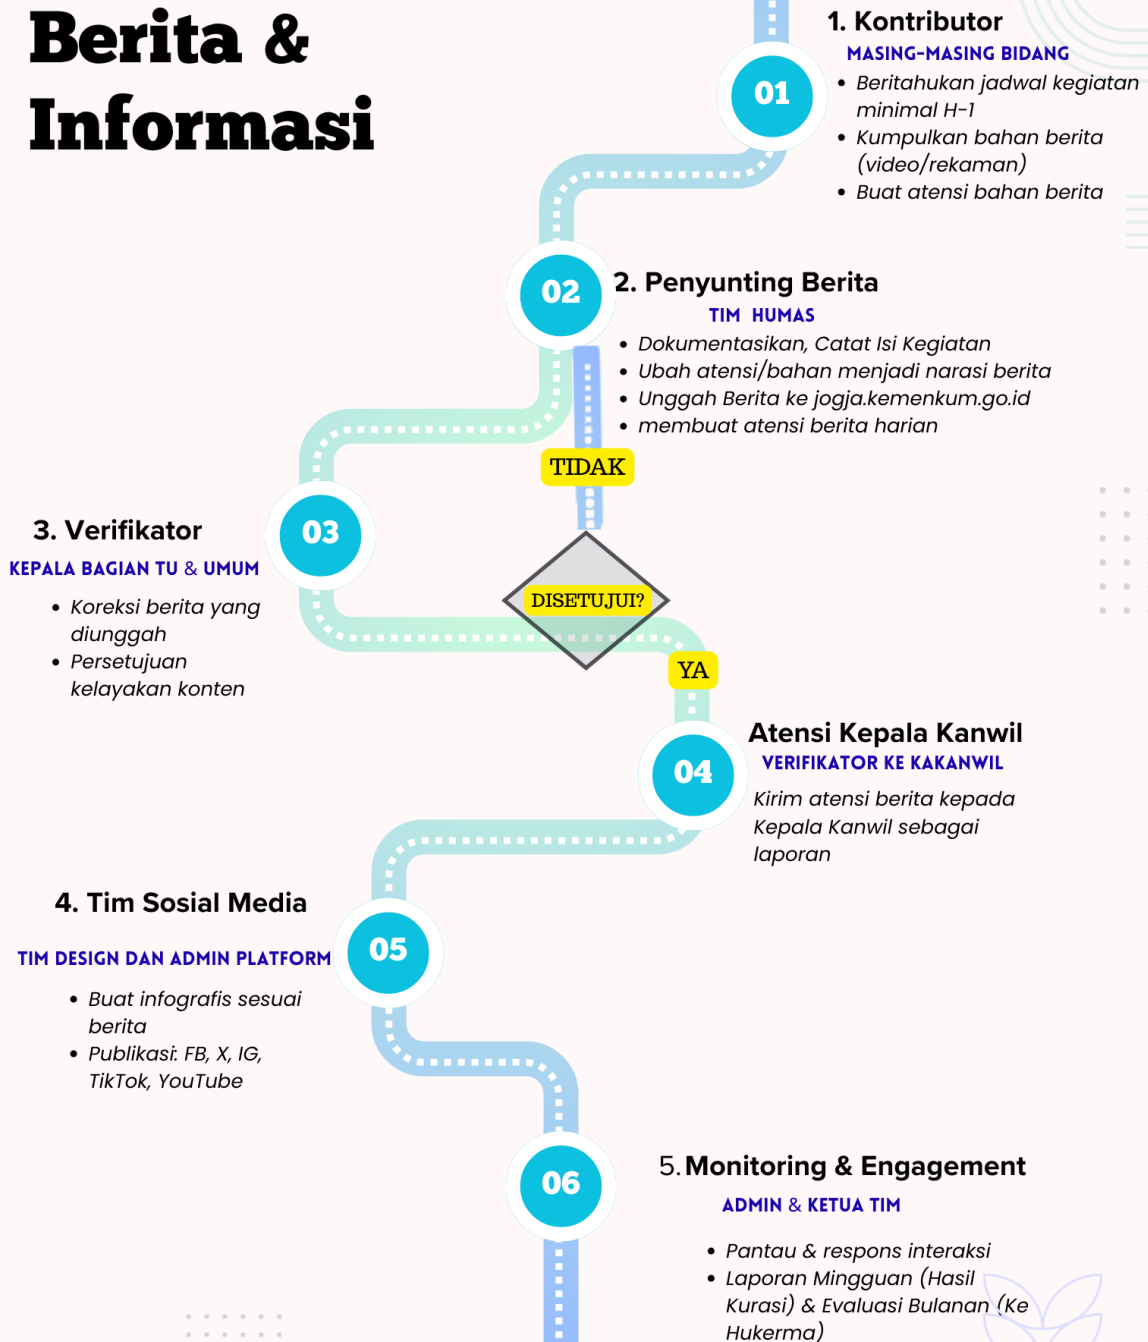 Berita &
Informasi
01
1. Kontributor
MASING-MASING BIDANG
• Beritahukan jadwal kegiatan
minimal H-1
• Kumpulkan bahan berita
(video/rekaman)
• Buat atensi bahan berita
02
2. Penyunting Berita
TIM HUMAS
• Dokumentasikan, Catat Isi Kegiatan
• Ubah atensi/bahan menjadi narasi berita
• Unggah Berita ke jogja.kemenkum.go.id
• membuat atensi berita harian
TIDAK
03
3. Verifikator
KEPALA BAGIAN TU & UMUM
• Koreksi berita yang
diunggah
• Persetujuan
kelayakan konten
DISETUJUI?
YA
04
Atensi Kepala Kanwil
VERIFIKATOR KE KAKANWIL
Kirim atensi berita kepada
Kepala Kanwil sebagai
laporan
05
4. Tim Sosial Media
TIM DESIGN DAN ADMIN PLATFORM
• Buat infografis sesuai
berita
• Publikasi: FB, X, IG,
TikTok, YouTube
06
5. Monitoring & Engagement
ADMIN & KETUA TIM
• Pantau & respons interaksi
• Laporan Mingguan (Hasil
Kurasi) & Evaluasi Bulanan (Ke
Hukerma)